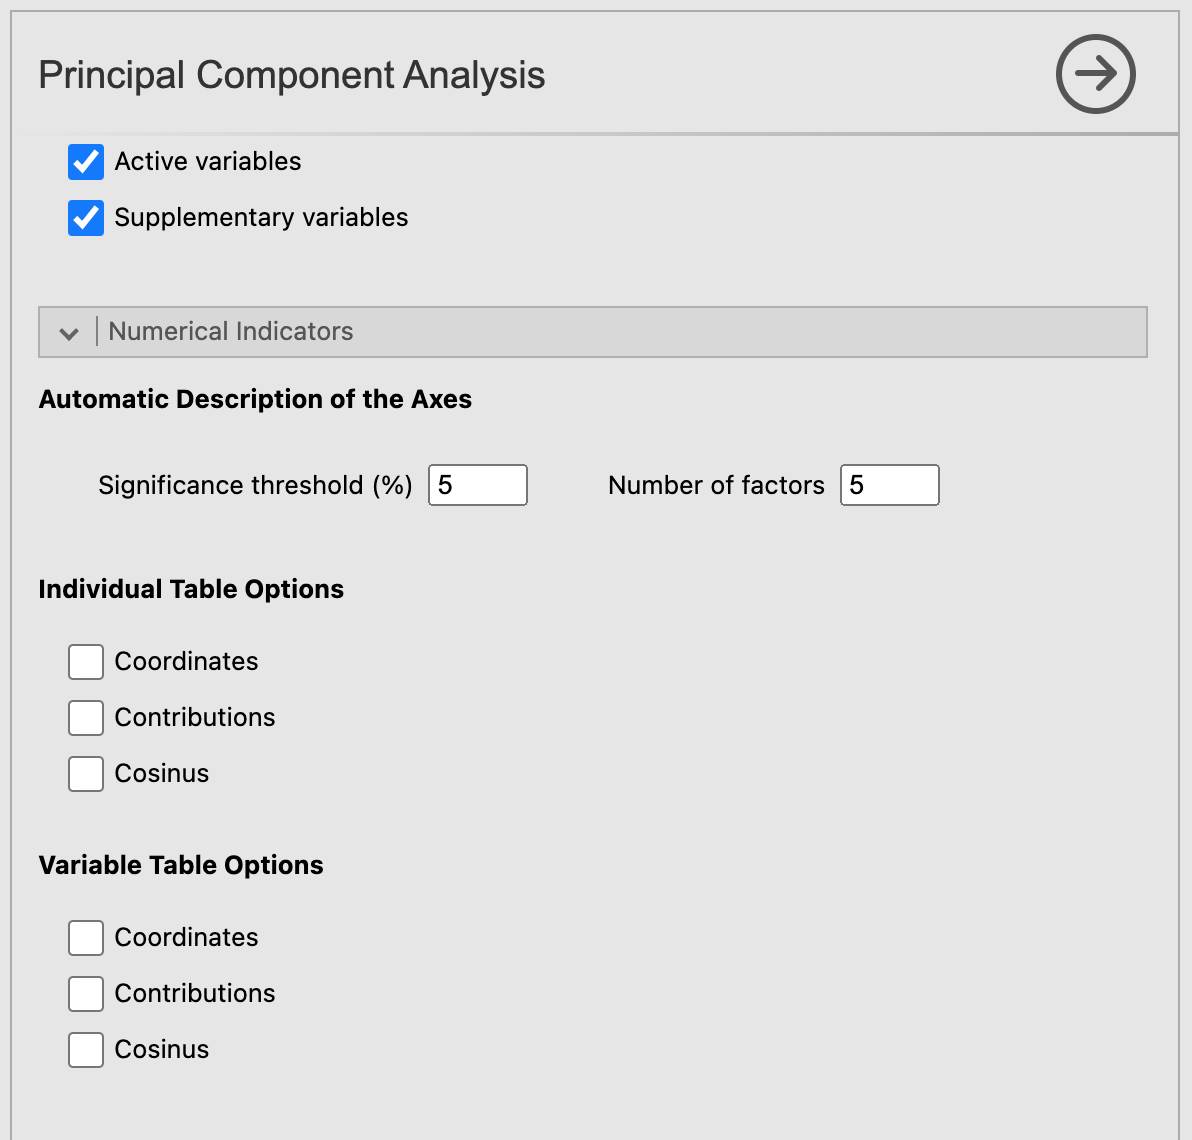 Principal Component Analysis
Active variables
Supplementary variables
Numerical Indicators
Automatic Description of the Axes
Significance threshold (%) 5 Number of factors 5
Individual Table Options
Coordinates
Contributions
Cosinus
Variable Table Options
Coordinates
Contributions
Cosinus